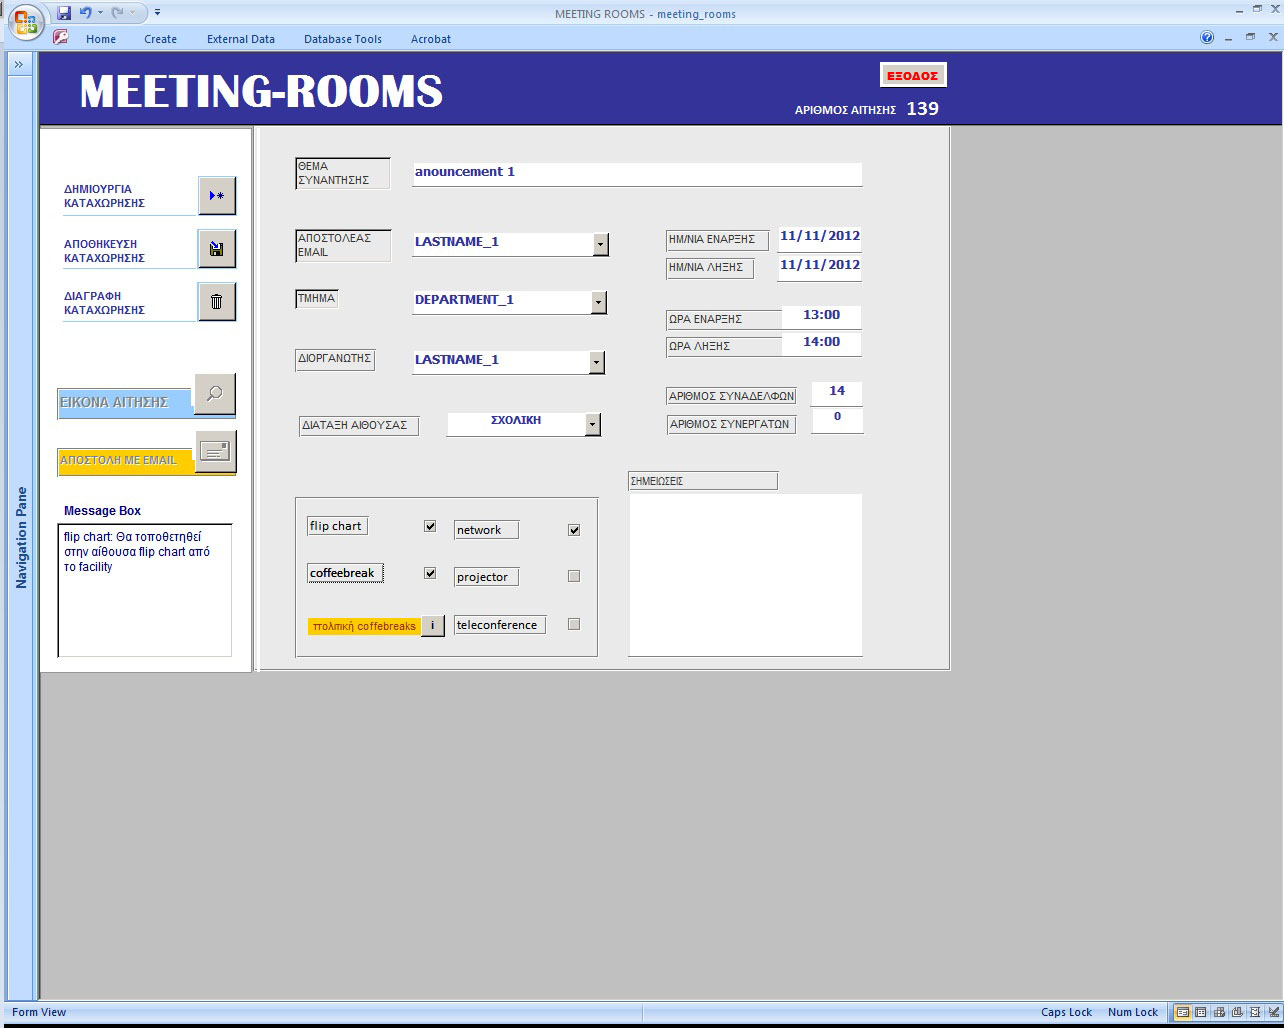 MEETING ROOMS - meeting_rooms
Home Create External Data Database Tools Acrobat
MEETING-ROOMS
ΕΞΟΔΟΣ
ΑΡΙΘΜΟΣ ΑΙΤΗΣΗΣ 139
ΔΗΜΙΟΥΡΓΙΑ
ΚΑΤΑΧΩΡΗΣΗΣ
ΑΠΟΘΗΚΕΥΣΗ
ΚΑΤΑΧΩΡΗΣΗΣ
ΔΙΑΓΡΑΦΗ
ΚΑΤΑΧΩΡΗΣΗΣ
ΕΙΚΟΝΑ ΑΙΤΗΣΗΣ
ΑΠΟΣΤΟΛΗ ΜΕ EMAIL
Message Box
flip chart: Θα τοποθετηθεί
στην αίθουσα flip chart από
το facility
Navigation Pane
ΘΕΜΑ
ΣΥΝΑΝΤΗΣΗΣ
anouncement 1
ΑΠΟΣΤΟΛΕΑΣ
EMAIL
LASTNAME_1
ΤΜΗΜΑ
DEPARTMENT_1
ΔΙΟΡΓΑΝΩΤΗΣ
LASTNAME_1
ΔΙΑΤΑΞΗ ΑΙΘΟΥΣΑΣ
ΣΧΟΛΙΚΗ
ΗΜ/ΝΙΑ ΕΝΑΡΞΗΣ 11/11/2012
ΗΜ/ΝΙΑ ΛΗΞΗΣ 11/11/2012
ΩΡΑ ΕΝΑΡΞΗΣ 13:00
ΩΡΑ ΛΗΞΗΣ 14:00
ΑΡΙΘΜΟΣ ΣΥΝΑΔΕΛΦΩΝ 14
ΑΡΙΘΜΟΣ ΣΥΝΕΡΓΑΤΩΝ 0
ΣΗΜΕΙΩΣΕΙΣ
flip chart
network
coffeebreak
projector
πολιτική coffebreaks i
teleconference
Form View
Caps Lock Num Lock